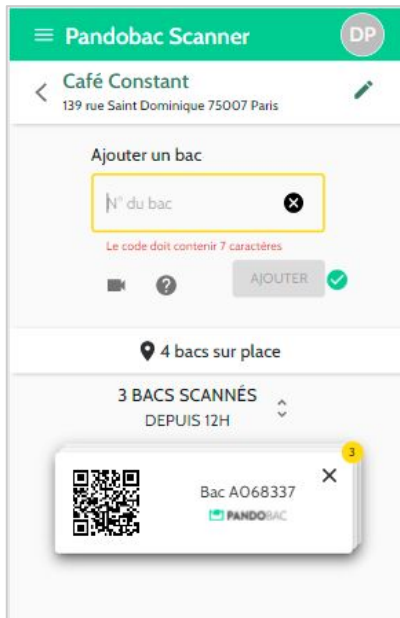 Pandobac Scanner
DP
Café Constant
139 rue Saint Dominique 75007 Paris
Ajouter un bac
N° du bac
Le code doit contenir 7 caractères
AJOUTER
4 bacs sur place
3 BACS SCANNÉS
DEPUIS 12H
3
Bac A068337
PANDOBAC